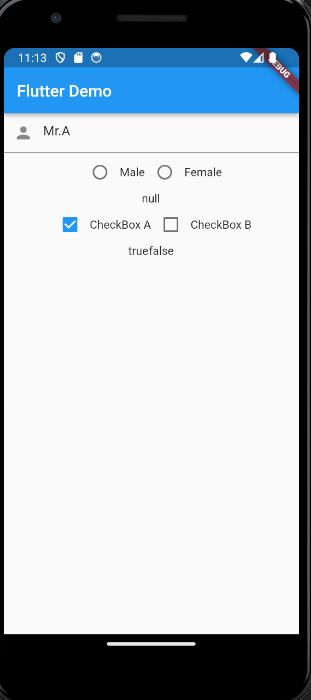 11:13
DEBUG
Flutter Demo
Mr.A
Male Female
null
CheckBox A CheckBox B
truefalse